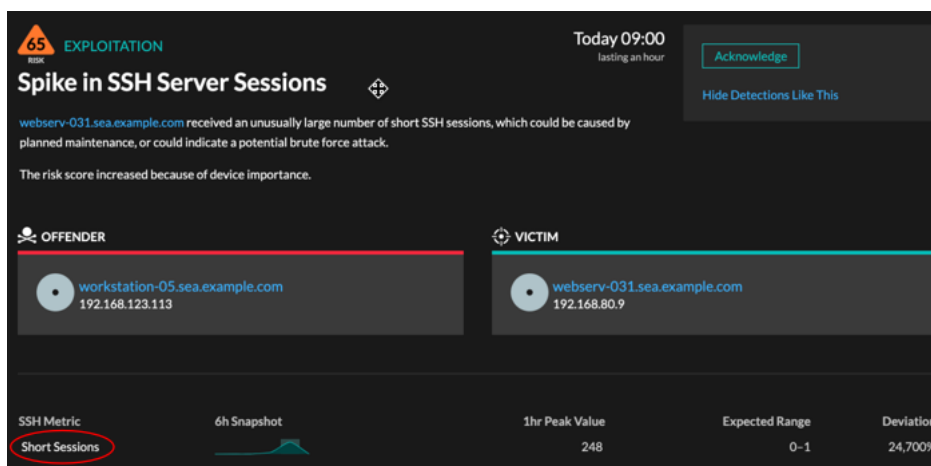 65
RISK
EXPLOITATION
Spike in SSH Server Sessions
Today 09:00
lasting an hour
Acknowledge
Hide Detections Like This
webserv-031.sea.example.com received an unusually large number of short SSH sessions, which could be caused by
planned maintenance, or could indicate a potential brute force attack.
The risk score increased because of device importance.
OFFENDER
workstation-05.sea.example.com
192.168.123.113
VICTIM
webserv-031.sea.example.com
192.168.80.9
SSH Metric 6h Snapshot 1hr Peak Value Expected Range Deviation
Short Sessions 248 0–1 24,700%